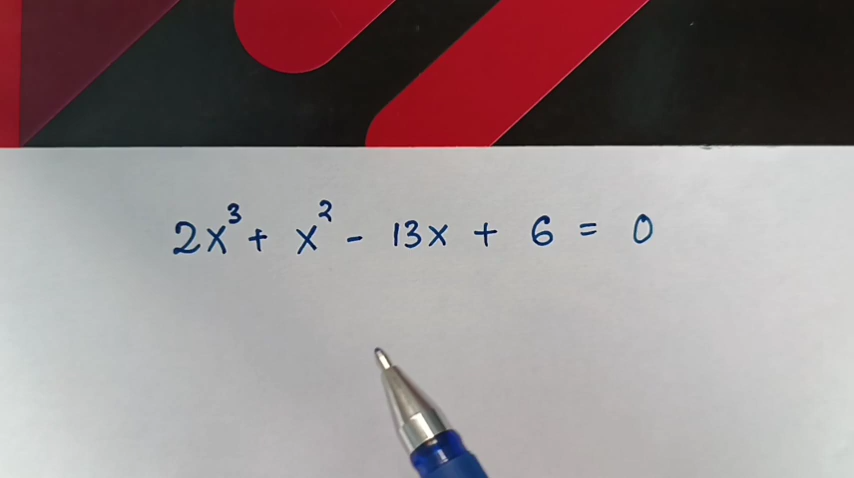 2x³ + x² - 13x + 6 = 0